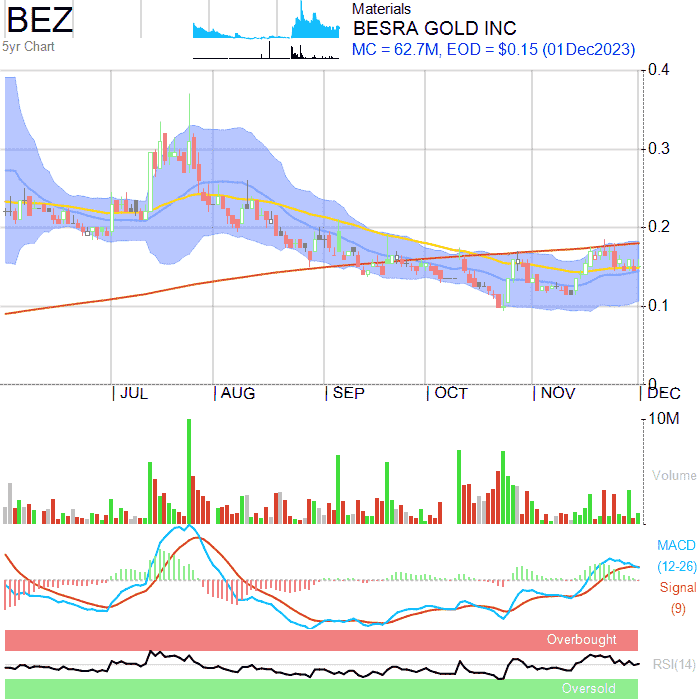 BEZ
5yr Chart
Materials
BESRA GOLD INC
MC = 62.7M, EOD = $0.15 (01Dec2023)
0.4
0.3
0.2
0.1
0
JUL AUG SEP OCT NOV DEC
10M
Volume
MACD
(12-26)
Signal
(9)
Overbought
RSI(14)
Oversold